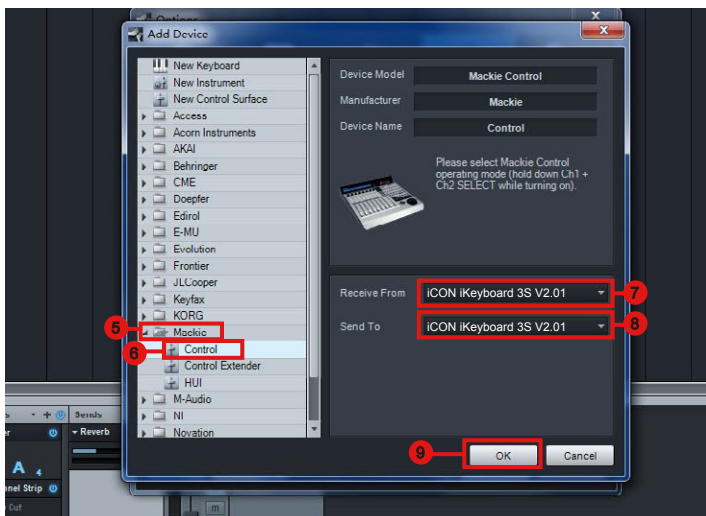 Options
X
Add Device
X
New Keyboard
New Instrument
New Control Surface
Access
Acorn Instruments
AKAI
Behringer
CME
Doepfer
Edirol
E-MU
Evolution
Frontier
JLCooper
Keyfax
KORG
5
Mackie
6
Control
Control Extender
HUI
M-Audio
NI
Novation
Device Model
Mackie Control
Manufacturer
Mackie
Device Name
Control
Please select Mackie Control
operating mode (hold down Ch1 +
Ch2 SELECT while turning on).
Receive From
iCON iKeyboard 3S V2.01
7
Send To
iCON iKeyboard 3S V2.01
8
9
OK
Cancel
Sends
Reverb
A 4
nnel Strip
Cut
m